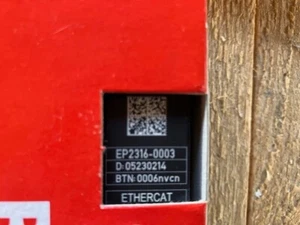 EP2316-0003
D: 05230214
BTN: 0006nvcn
ETHERCAT